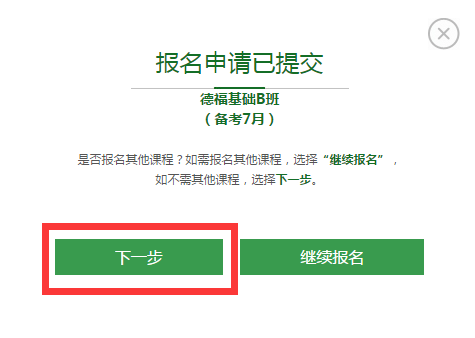 报名申请已提交
德福基础B班
（备考7月）
是否报名其他课程？如需报名其他课程，选择“继续报名”，
如不需其他课程，选择下一步。
下一步
继续报名